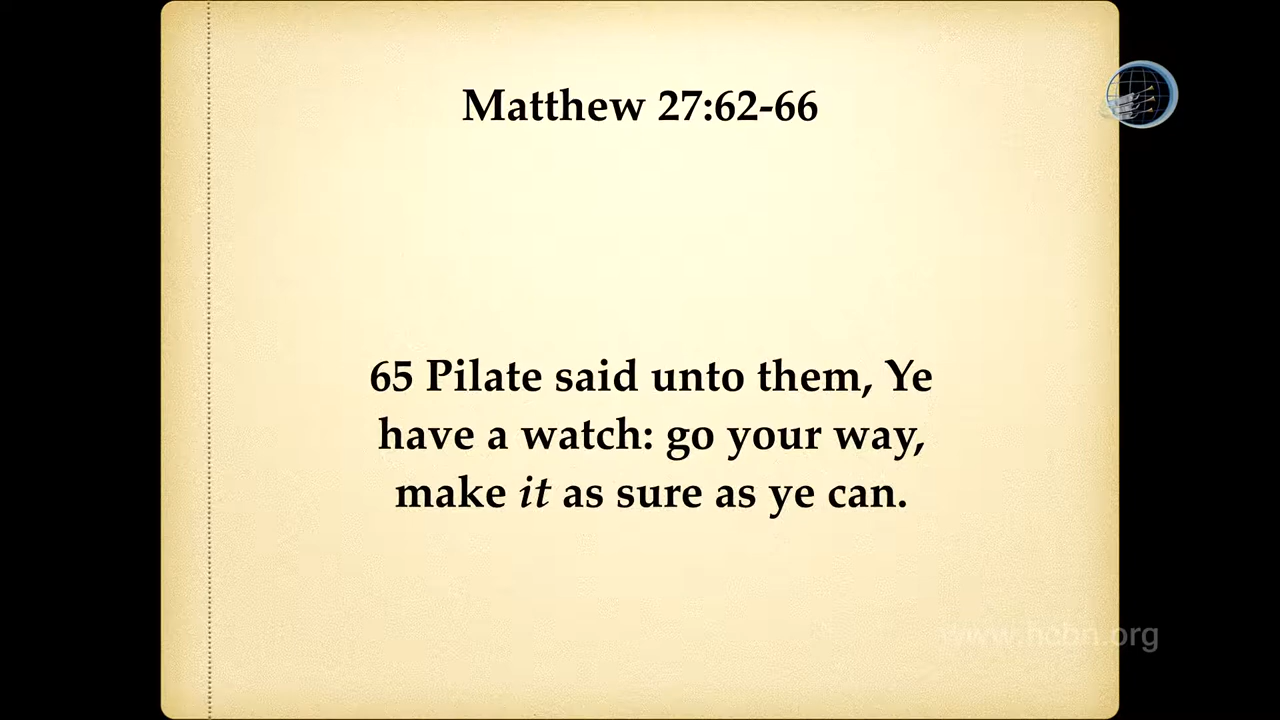 Matthew 27:62-66
65 Pilate said unto them, Ye
have a watch: go your way,
make it as sure as ye can.
www.hcbn.org